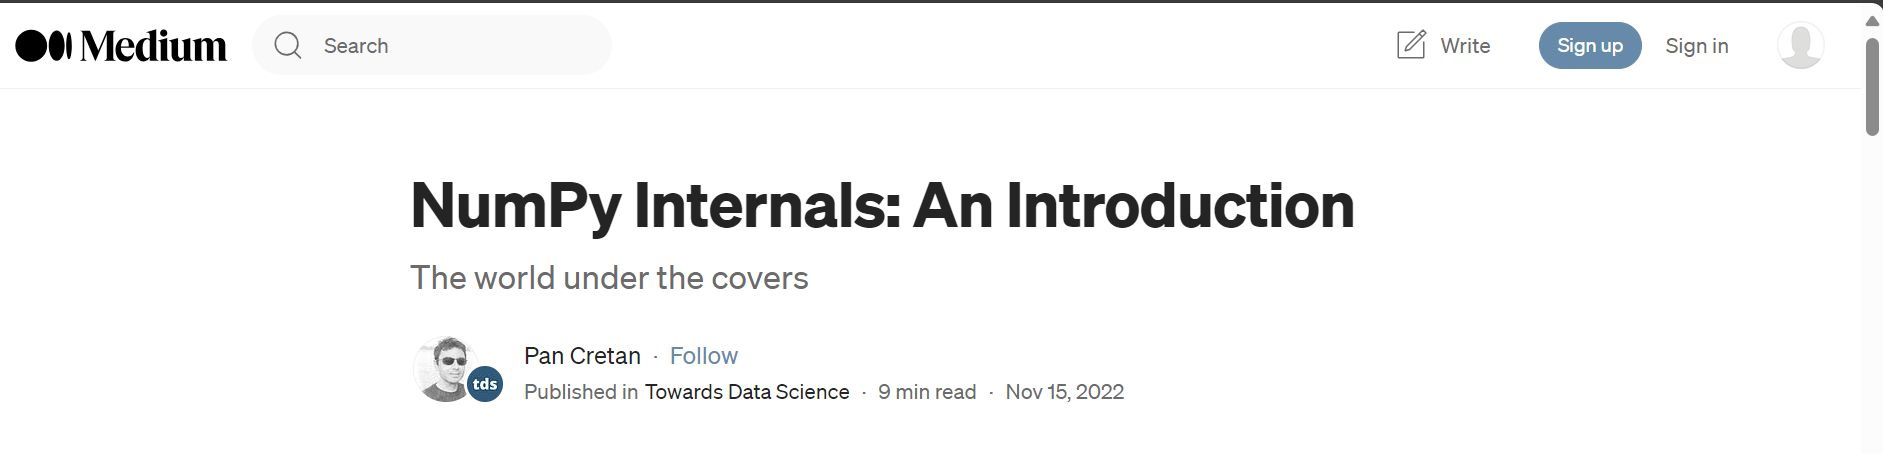 Medium Search Write Sign up Sign in
NumPy Internals: An Introduction
The world under the covers
Pan Cretan · Follow
tds
Published in Towards Data Science · 9 min read · Nov 15, 2022